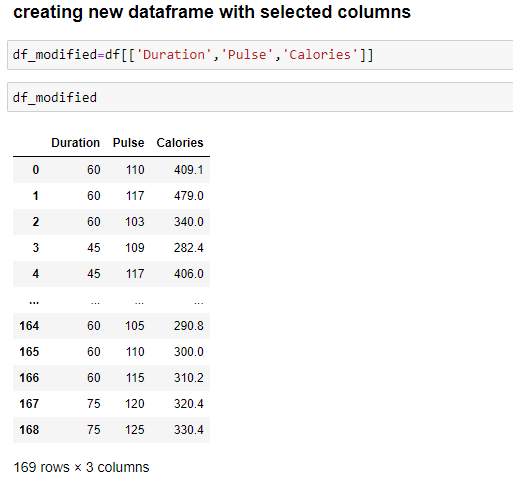 creating new dataframe with selected columns
df_modified=df[['Duration','Pulse','Calories']]
df_modified
Duration Pulse Calories
0 60 110 409.1
1 60 117 479.0
2 60 103 340.0
3 45 109 282.4
4 45 117 406.0
... ... ... ...
164 60 105 290.8
165 60 110 300.0
166 60 115 310.2
167 75 120 320.4
168 75 125 330.4
169 rows × 3 columns